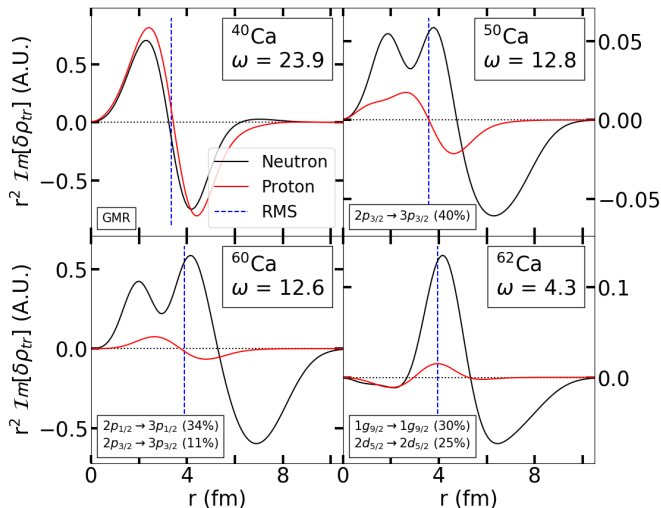 ⁴⁰Ca
ω = 23.9
⁵⁰Ca
ω = 12.8
r² ℐm[δρₜᵣ] (A.U.)
0.5
0.0
−0.5
0.05
0.00
−0.05
Neutron
Proton
RMS
GMR
2p₃/₂→3p₃/₂ (40%)
⁶⁰Ca
ω = 12.6
⁶²Ca
ω = 4.3
r² ℐm[δρₜᵣ] (A.U.)
0.5
0.0
−0.5
0.1
0.0
2p₁/₂→3p₁/₂ (34%)
2p₃/₂→3p₃/₂ (11%)
1g₉/₂→1g₉/₂ (30%)
2d₅/₂→2d₅/₂ (25%)
0 4 8
0 4 8
r (fm)
r (fm)